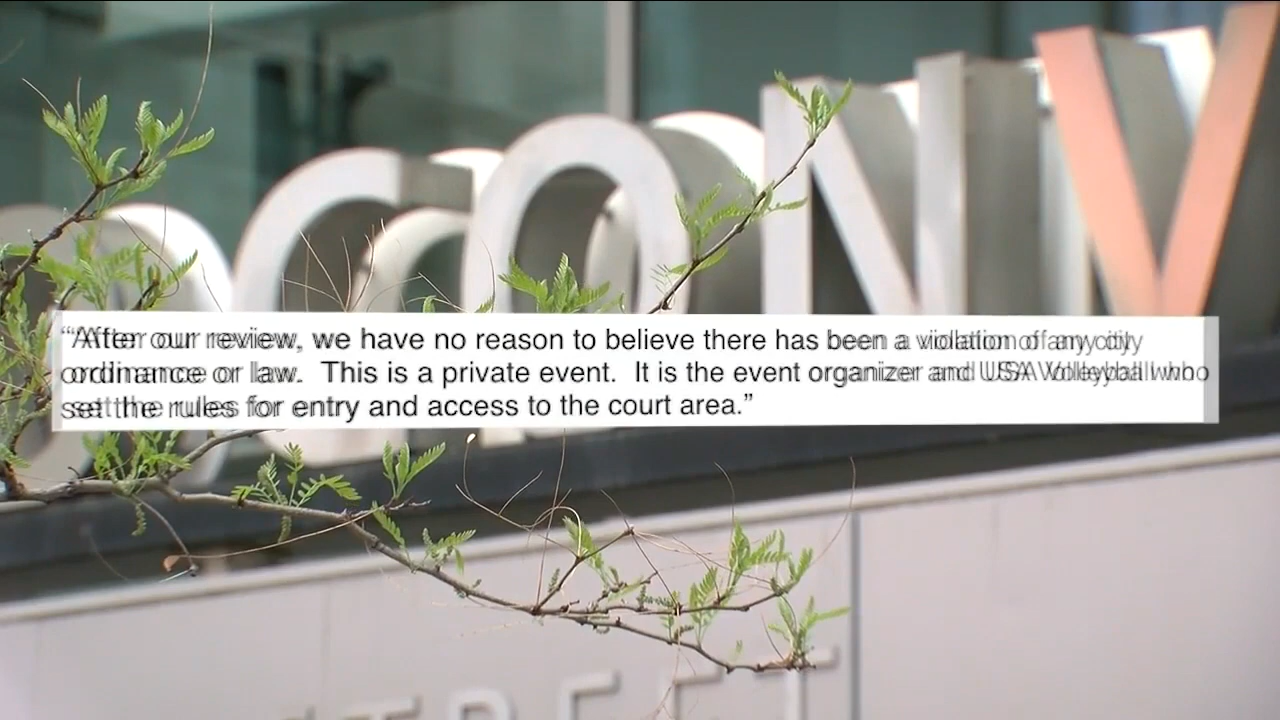 OCCONV
“After our review, we have no reason to believe there has been a violation of any city
ordinance or law.  This is a private event.  It is the event organizer and USA Volleyball who
set the rules for entry and access to the court area.”
STREET